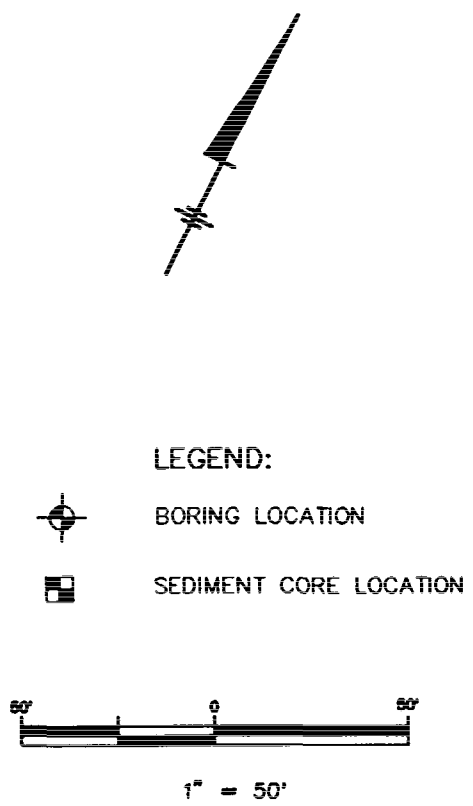 LEGEND:
BORING LOCATION
SEDIMENT CORE LOCATION
50' 0 50'
1" = 50'